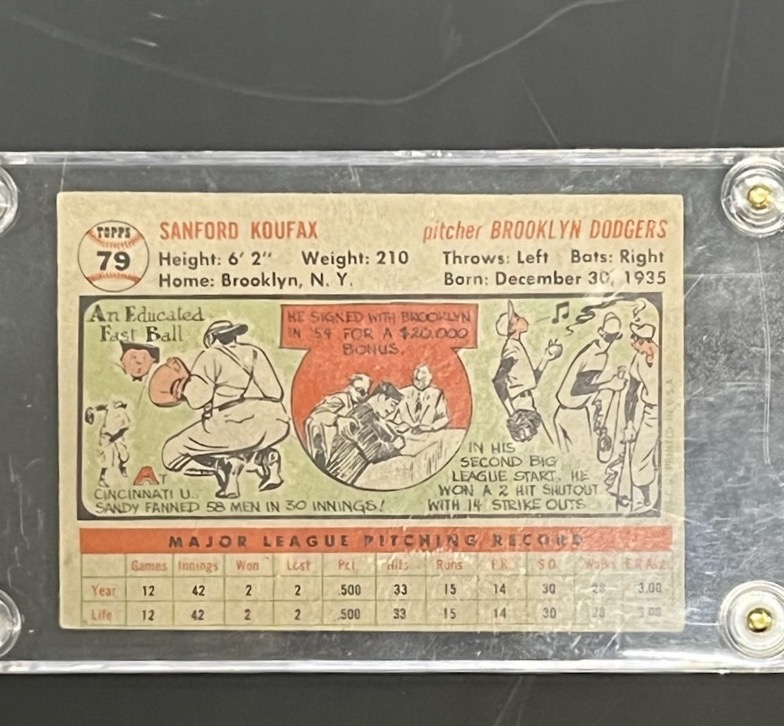 TOPPS
79
SANFORD KOUFAX pitcher BROOKLYN DODGERS
Height: 6' 2" Weight: 210 Throws: Left Bats: Right
Home: Brooklyn, N. Y. Born: December 30, 1935
An Educated
Fast Ball
HE SIGNED WITH BROOKLYN
IN '54 FOR A $20,000
BONUS.
AT
CINCINNATI U.
SANDY FANNED 58 MEN IN 30 INNINGS!
IN HIS
SECOND BIG
LEAGUE START, HE
WON A 2 HIT SHUTOUT
WITH 14 STRIKE OUTS
MAJOR LEAGUE PITCHING RECORD
Games Innings Won Lost Pct. Hits Runs E.R. S.O. Walks E.R.Avg.
Year 12 42 2 2 .500 33 15 14 30 28 3.00
Life 12 42 2 2 .500 33 15 14 30 28 3.00